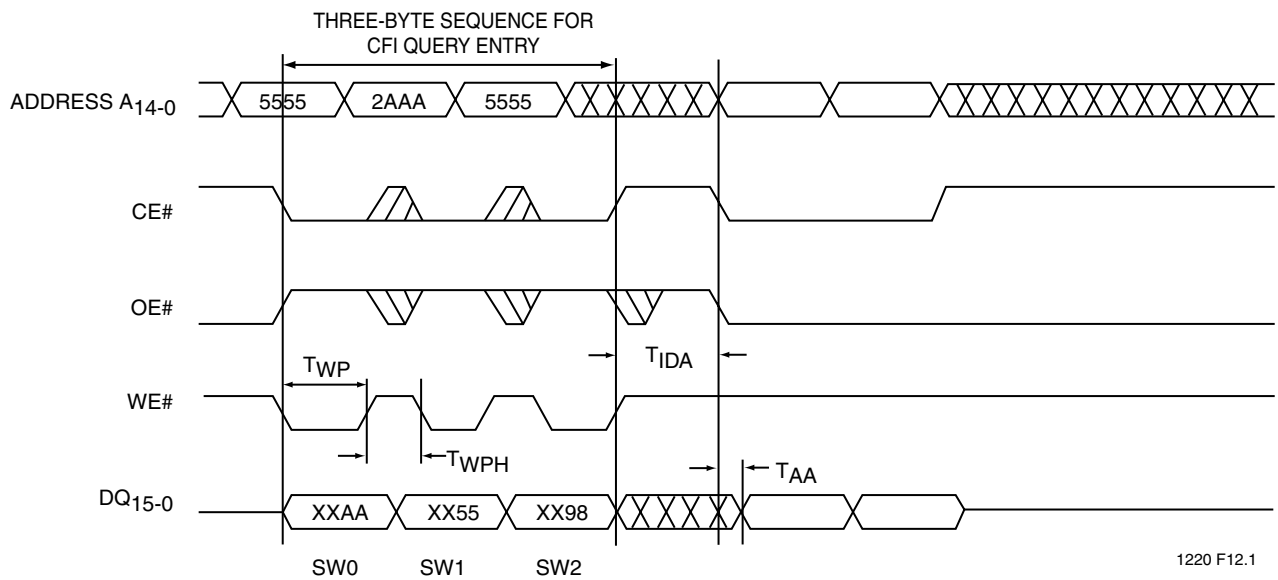 THREE-BYTE SEQUENCE FOR
CFI QUERY ENTRY
ADDRESS A14-0
5555 2AAA 5555
CE#
OE#
TIDA
TWP
WE#
TWPH
TAA
DQ15-0
XXAA XX55 XX98
SW0 SW1 SW2
1220 F12.1